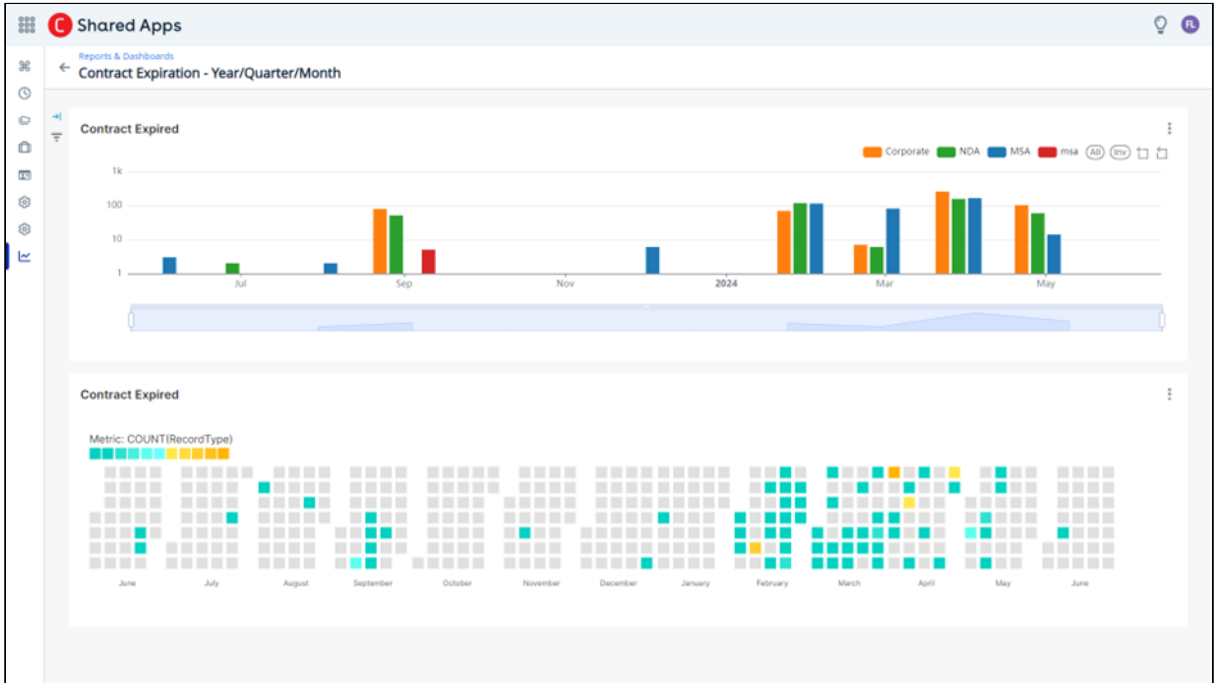 C Shared Apps
FL
Reports & Dashboards
Contract Expiration - Year/Quarter/Month
Contract Expired
Corporate NDA MSA msa All Inv
1k
100
10
1
Jul Sep Nov 2024 Mar May
Contract Expired
Metric: COUNT(RecordType)
June July August September October November December January February March April May June